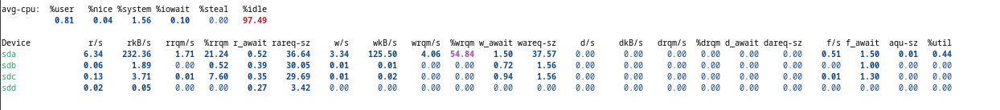 avg-cpu:  %user   %nice %system %iowait  %steal   %idle
           0.81    0.04    1.56    0.10    0.00   97.49
Device            r/s     rkB/s   rrqm/s  %rrqm r_await rareq-sz     w/s     wkB/s   wrqm/s  %wrqm w_await wareq-sz     d/s     dkB/s   drqm/s  %drqm d_await dareq-sz     f/s f_await  aqu-sz  %util
sda              6.34    232.36     1.71  21.24    0.52    36.64    3.34    125.50     4.06  54.84    1.50    37.57    0.00      0.00     0.00   0.00    0.00     0.00    0.51    1.50    0.01   0.44
sdb              0.06      1.89     0.00   0.52    0.39    30.05    0.01      0.01     0.00   0.00    0.72     1.56    0.00      0.00     0.00   0.00    0.00     0.00    0.00    1.00    0.00   0.00
sdc              0.13      3.71     0.01   7.60    0.35    29.69    0.01      0.02     0.00   0.00    0.94     1.56    0.00      0.00     0.00   0.00    0.00     0.00    0.01    1.30    0.00   0.00
sdd              0.02      0.05     0.00   0.00    0.27     3.42    0.00      0.00     0.00   0.00    0.00     0.00    0.00      0.00     0.00   0.00    0.00     0.00    0.00    0.00    0.00   0.00